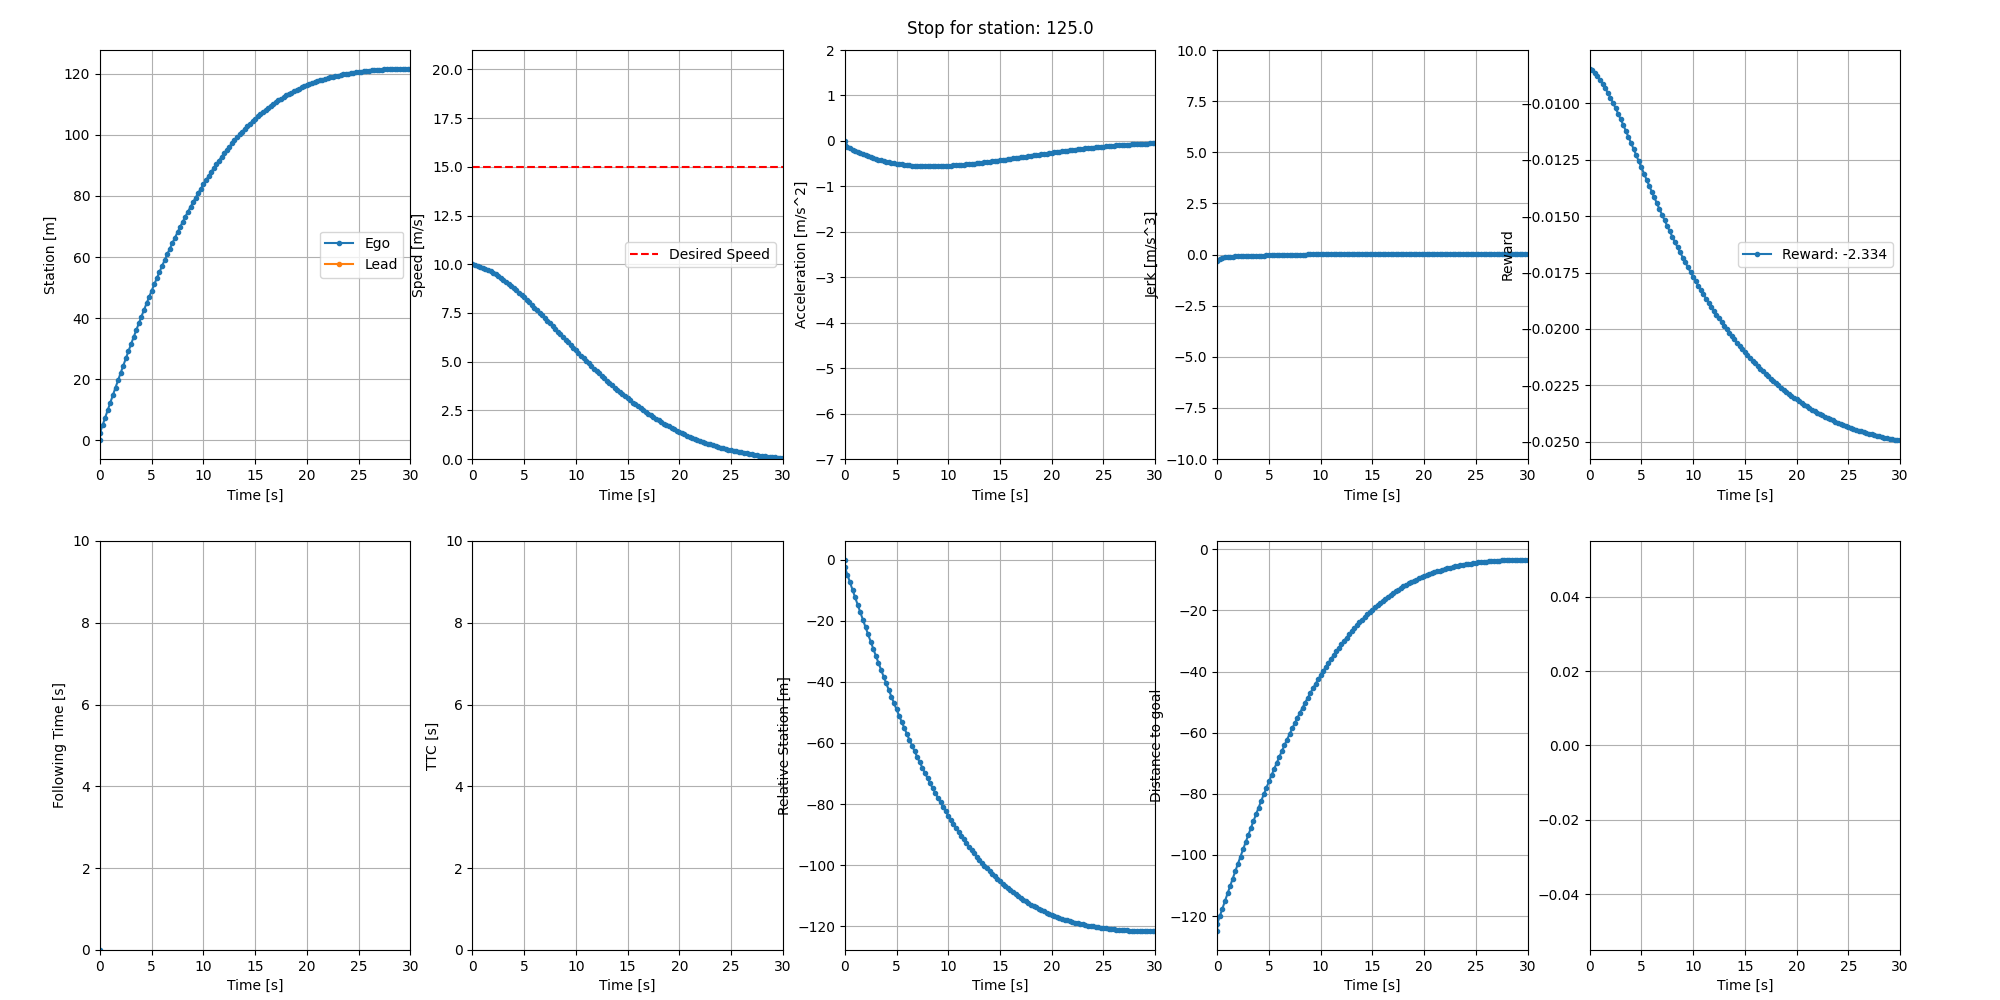 Stop for station: 125.0
Station [m]
120
100
80
60
40
20
0
Ego
Lead
0 5 10 15 20 25 30
Time [s]
Speed [m/s]
20.0
17.5
15.0
12.5
10.0
7.5
5.0
2.5
0.0
Desired Speed
0 5 10 15 20 25 30
Time [s]
Acceleration [m/s^2]
2
1
0
−1
−2
−3
−4
−5
−6
−7
0 5 10 15 20 25 30
Time [s]
Jerk [m/s^3]
10.0
7.5
5.0
2.5
0.0
−2.5
−5.0
−7.5
−10.0
0 5 10 15 20 25 30
Time [s]
Reward
−0.0100
−0.0125
−0.0150
−0.0175
−0.0200
−0.0225
−0.0250
Reward: -2.334
0 5 10 15 20 25 30
Time [s]
Following Time [s]
10
8
6
4
2
0
0 5 10 15 20 25 30
Time [s]
TTC [s]
10
8
6
4
2
0
0 5 10 15 20 25 30
Time [s]
Relative Station [m]
0
−20
−40
−60
−80
−100
−120
0 5 10 15 20 25 30
Time [s]
Distance to goal
0
−20
−40
−60
−80
−100
−120
0 5 10 15 20 25 30
Time [s]
0.04
0.02
0.00
−0.02
−0.04
0 5 10 15 20 25 30
Time [s]